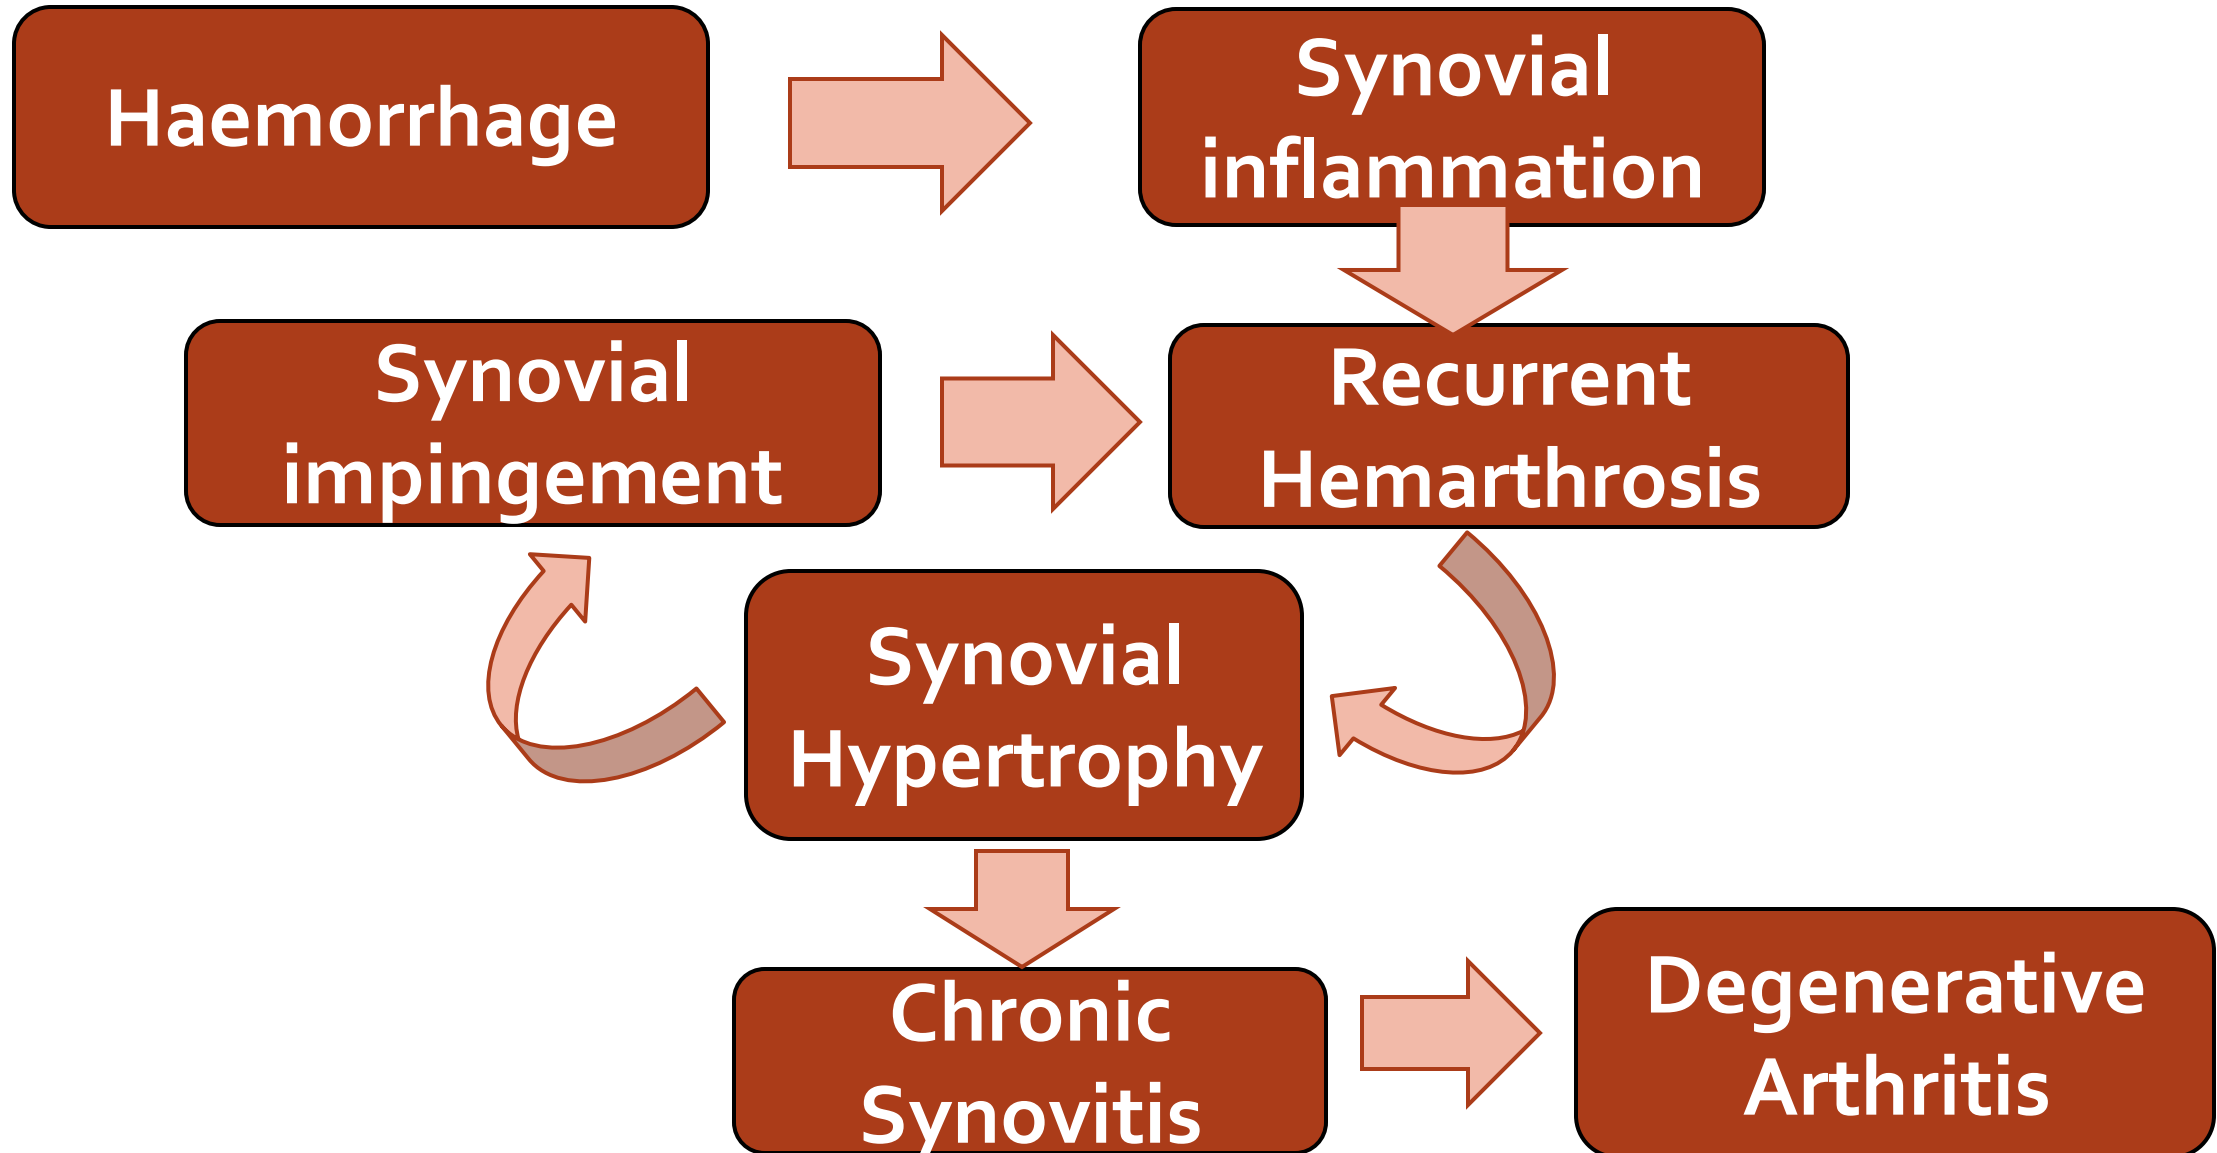 Haemorrhage
Synovial
inflammation
Synovial
impingement
Recurrent
Hemarthrosis
Synovial
Hypertrophy
Chronic
Synovitis
Degenerative
Arthritis